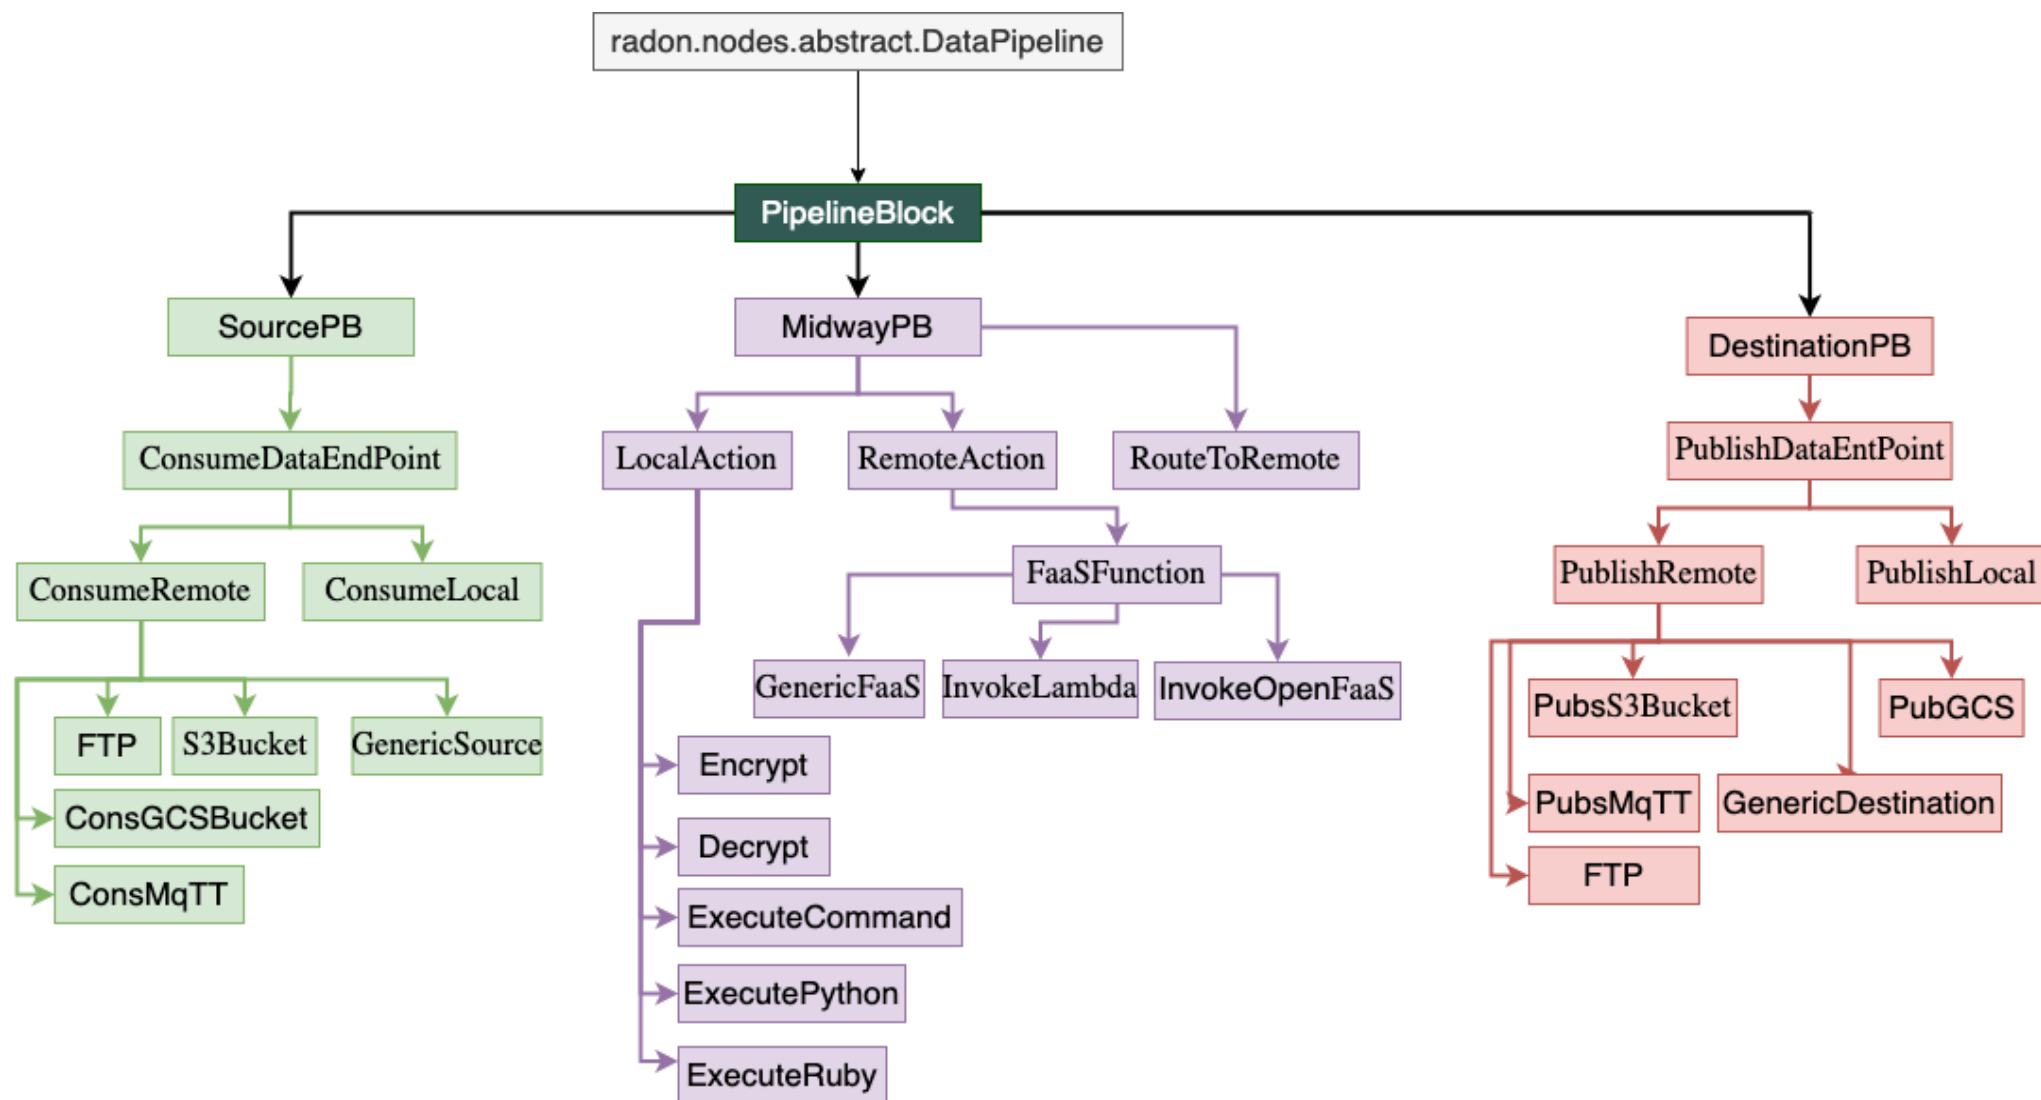 radon.nodes.abstract.DataPipeline
PipelineBlock
SourcePB
MidwayPB
DestinationPB
ConsumeDataEndPoint
LocalAction
RemoteAction
RouteToRemote
PublishDataEntPoint
ConsumeRemote
ConsumeLocal
FaaSFunction
PublishRemote
PublishLocal
GenericFaaS
InvokeLambda
InvokeOpenFaaS
PubsS3Bucket
PubGCS
FTP
S3Bucket
GenericSource
Encrypt
PubsMqTT
GenericDestination
ConsGCSBucket
Decrypt
FTP
ConsMqTT
ExecuteCommand
ExecutePython
ExecuteRuby